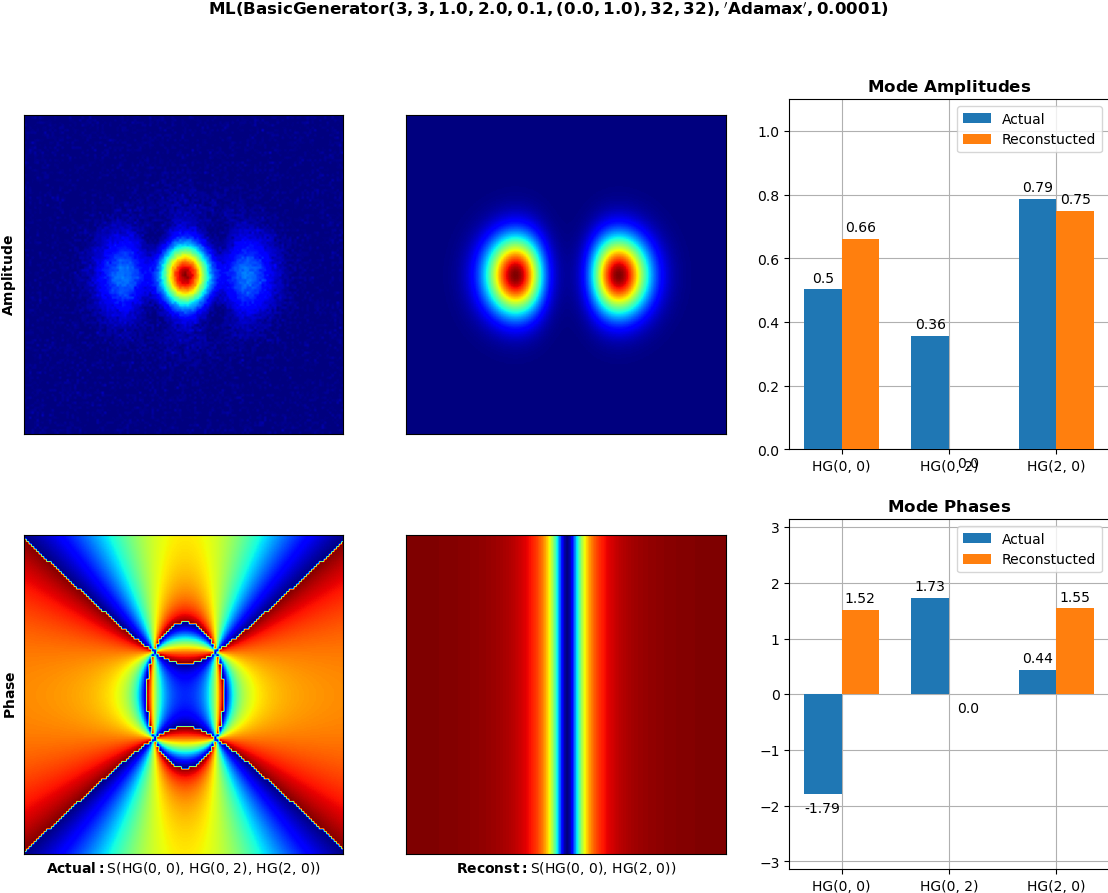 ML(BasicGenerator(3, 3, 1.0, 2.0, 0.1, (0.0, 1.0), 32, 32), ′Adamax′, 0.0001)
Amplitude
Mode Amplitudes
Actual
Reconstucted
1.0
0.8
0.6
0.4
0.2
0.0
0.5
0.66
0.36
0.0
0.79
0.75
HG(0, 0)
HG(0, 2)
HG(2, 0)
Phase
Actual: S(HG(0, 0), HG(0, 2), HG(2, 0))
Reconst: S(HG(0, 0), HG(2, 0))
Mode Phases
Actual
Reconstucted
3
2
1
0
−1
−2
−3
-1.79
1.52
1.73
0.0
0.44
1.55
HG(0, 0)
HG(0, 2)
HG(2, 0)